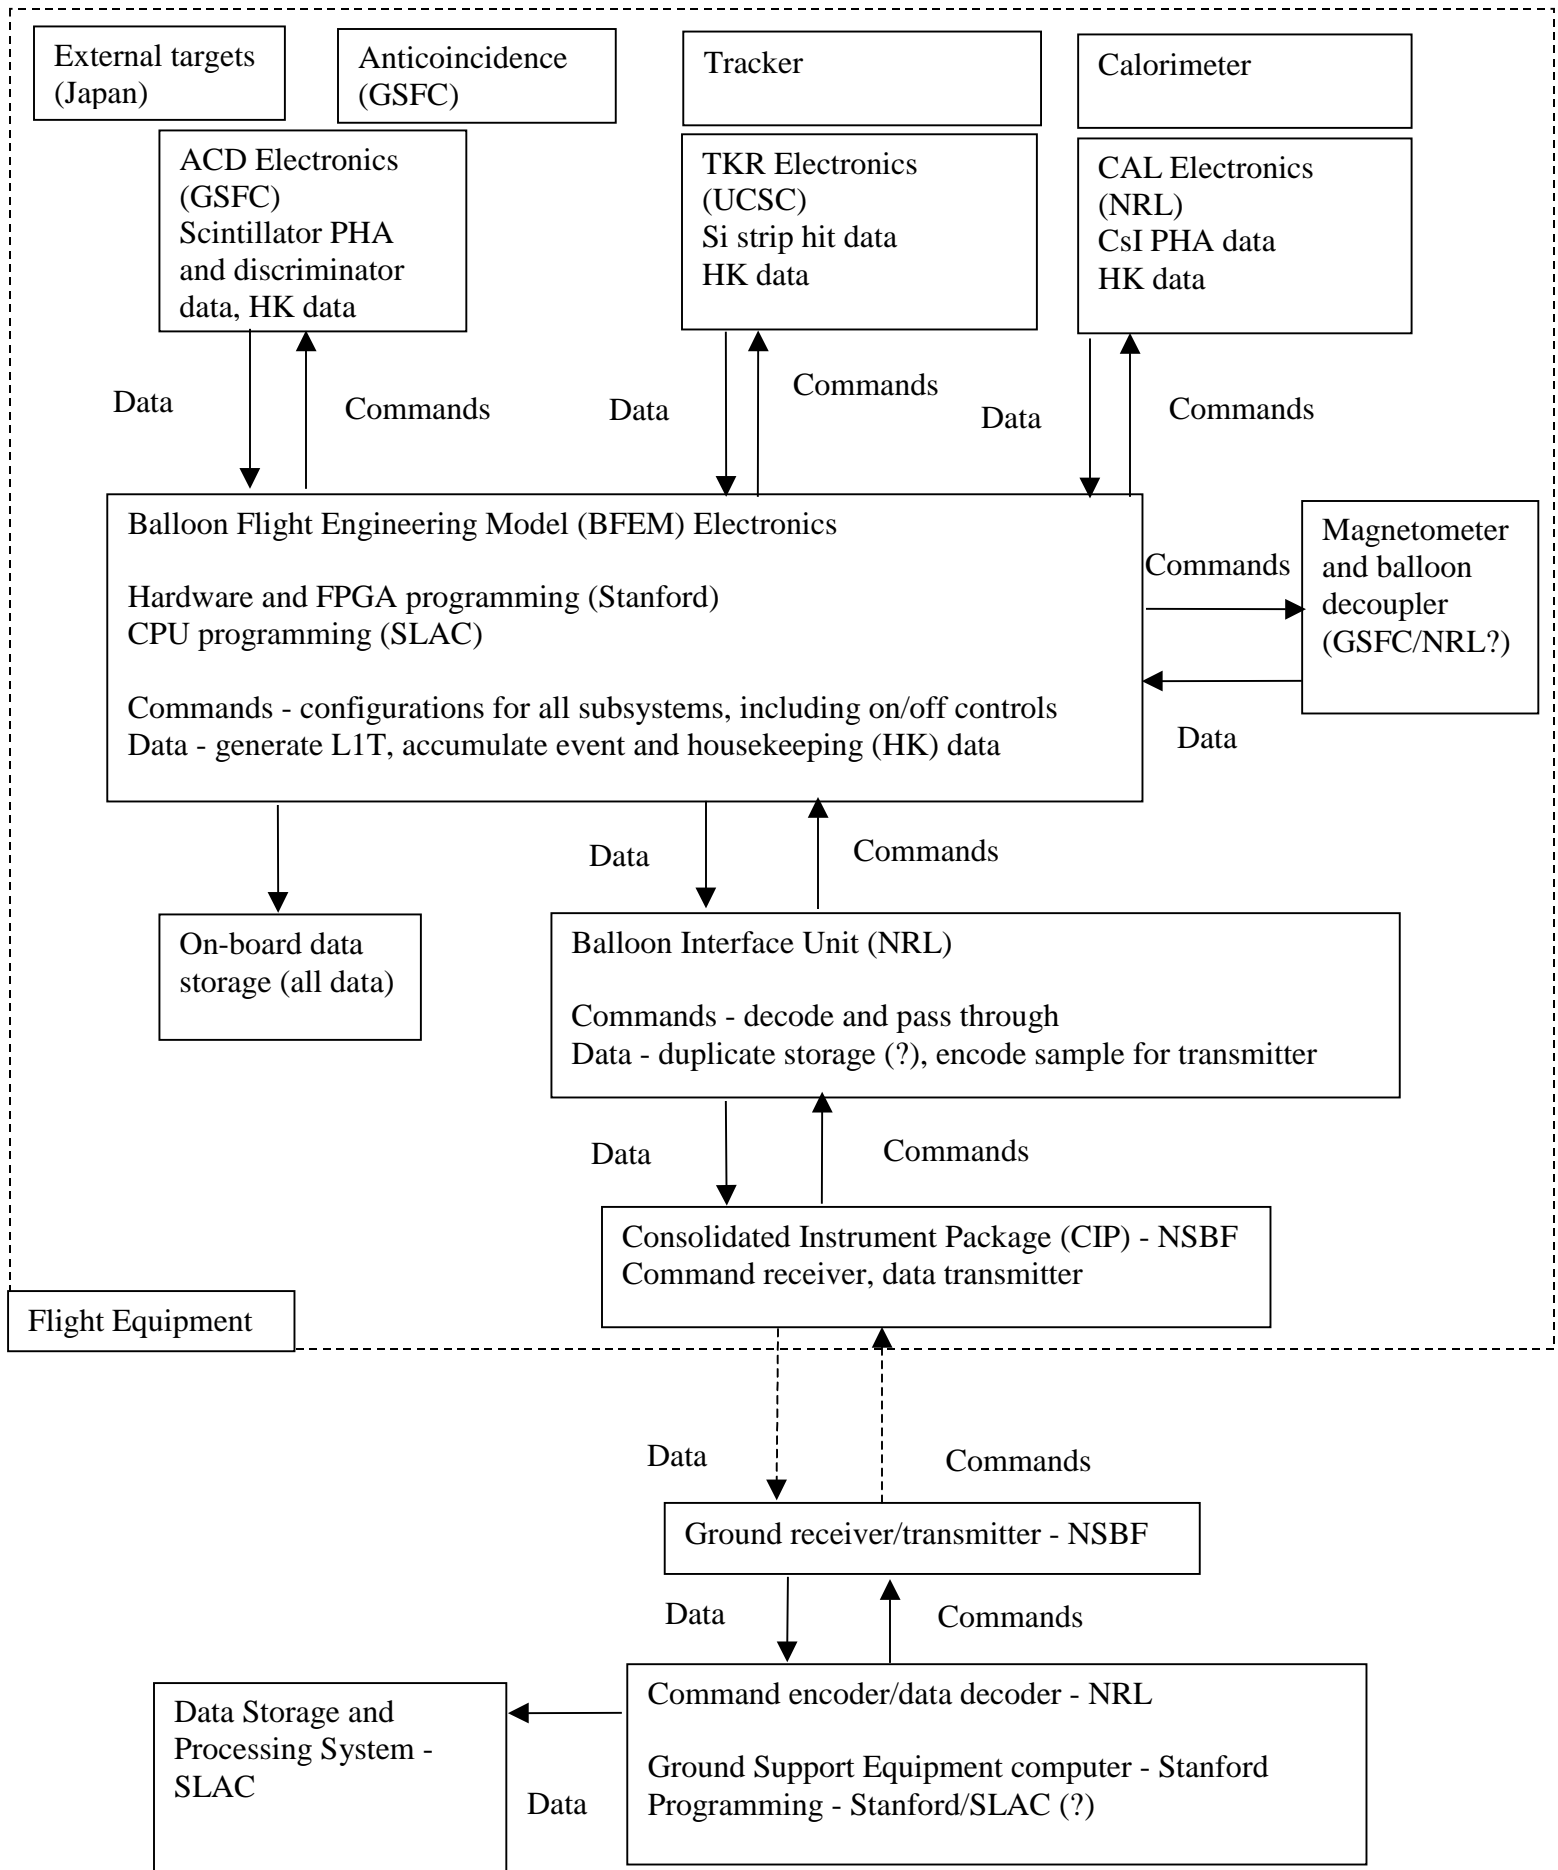 External targets
(Japan)
Anticoincidence
(GSFC)
Tracker
Calorimeter
ACD Electronics
(GSFC)
Scintillator PHA
and discriminator
data, HK data
TKR Electronics
(UCSC)
Si strip hit data
HK data
CAL Electronics
(NRL)
CsI PHA data
HK data
Data
Commands
Data
Commands
Data
Commands
Balloon Flight Engineering Model (BFEM) Electronics
Hardware and FPGA programming (Stanford)
CPU programming (SLAC)
Commands - configurations for all subsystems, including on/off controls
Data - generate L1T, accumulate event and housekeeping (HK) data
Commands
Magnetometer
and balloon
decoupler
(GSFC/NRL?)
Data
Data
Commands
On-board data
storage (all data)
Balloon Interface Unit (NRL)
Commands - decode and pass through
Data - duplicate storage (?), encode sample for transmitter
Data
Commands
Consolidated Instrument Package (CIP) - NSBF
Command receiver, data transmitter
Flight Equipment
Data
Commands
Ground receiver/transmitter - NSBF
Data
Commands
Data Storage and
Processing System -
SLAC
Data
Command encoder/data decoder - NRL
Ground Support Equipment computer - Stanford
Programming - Stanford/SLAC (?)